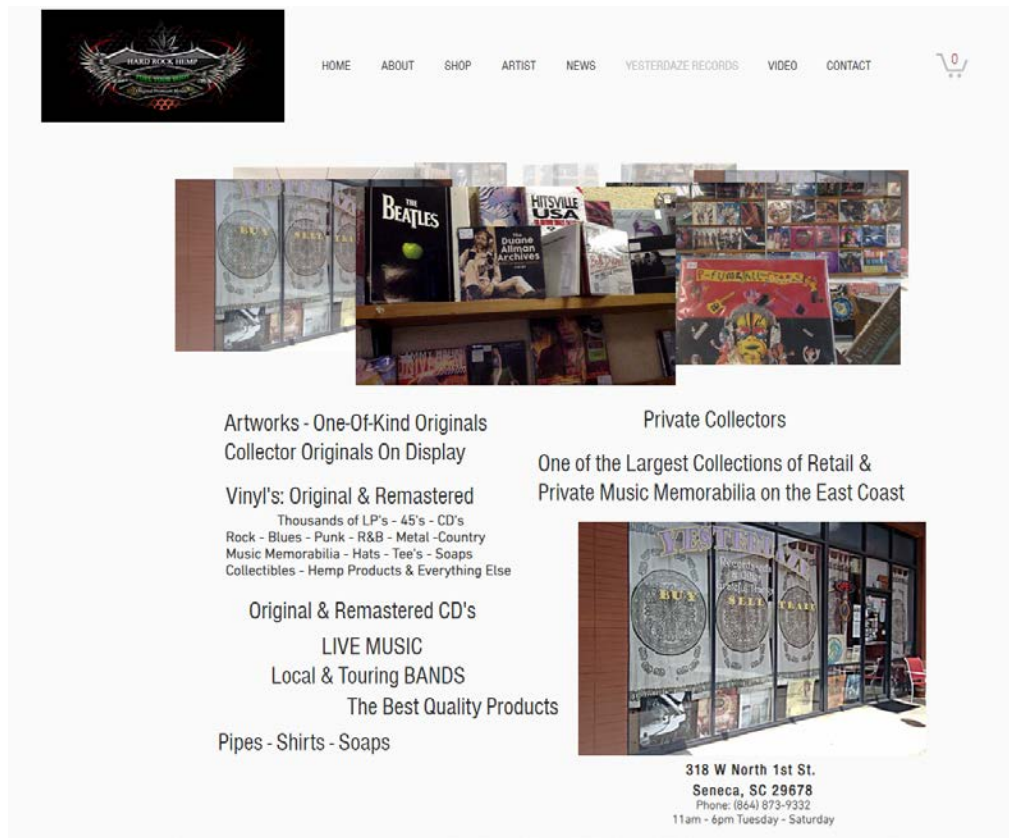 HARD ROCK HEMP
HOME ABOUT SHOP ARTIST NEWS YESTERDAZE RECORDS VIDEO CONTACT
0
BUY SELL
THE
BEATLES
HITSVILLE
USA
The
Duane
Allman
Archives
Artworks - One-Of-Kind Originals
Collector Originals On Display
Vinyl's: Original & Remastered
Thousands of LP's - 45's - CD's
Rock - Blues - Punk - R&B - Metal -Country
Music Memorabilia - Hats - Tee's - Soaps
Collectibles - Hemp Products & Everything Else
Original & Remastered CD's
LIVE MUSIC
Local & Touring BANDS
The Best Quality Products
Pipes - Shirts - Soaps
Private Collectors
One of the Largest Collections of Retail &
Private Music Memorabilia on the East Coast
YESTERDAZE
BUY SELL TRADE
318 W North 1st St.
Seneca, SC 29678
Phone: (864) 873-9332
11am - 6pm Tuesday - Saturday